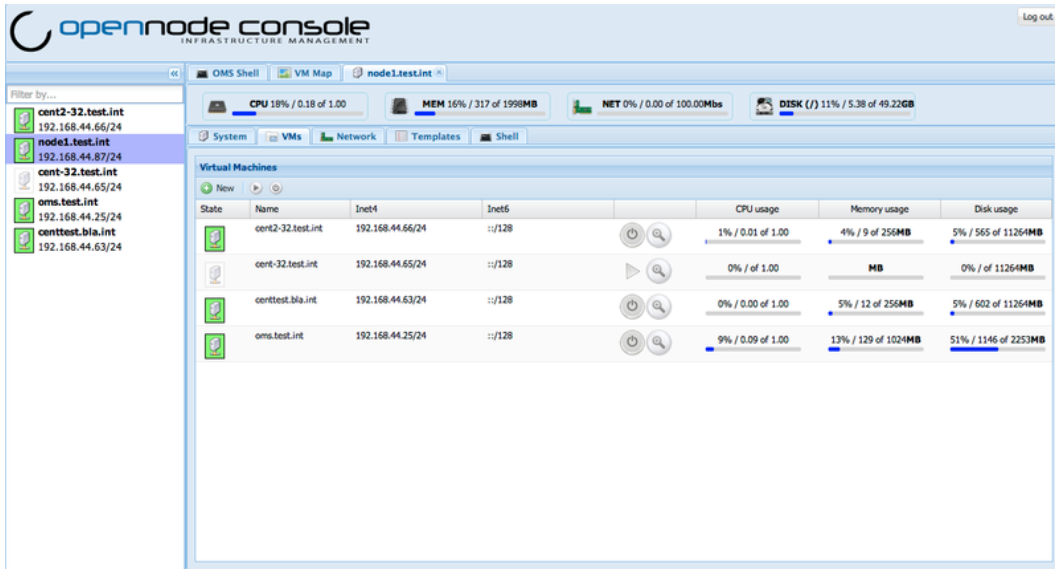 opennode console
INFRASTRUCTURE MANAGEMENT
Log out
OMS Shell VM Map node1.test.int
Filter by...
cent2-32.test.int
192.168.44.66/24
node1.test.int
192.168.44.87/24
cent-32.test.int
192.168.44.65/24
oms.test.int
192.168.44.25/24
centtest.bla.int
192.168.44.63/24
CPU 18% / 0.18 of 1.00 MEM 16% / 317 of 1998MB NET 0% / 0.00 of 100.00Mbs DISK (/) 11% / 5.38 of 49.22GB
System VMs Network Templates Shell
Virtual Machines
New
State Name Inet4 Inet6 CPU usage Memory usage Disk usage
cent2-32.test.int 192.168.44.66/24 ::/128 1% / 0.01 of 1.00 4% / 9 of 256MB 5% / 565 of 11264MB
cent-32.test.int 192.168.44.65/24 ::/128 0% / of 1.00 MB 0% / of 11264MB
centtest.bla.int 192.168.44.63/24 ::/128 0% / 0.00 of 1.00 5% / 12 of 256MB 5% / 602 of 11264MB
oms.test.int 192.168.44.25/24 ::/128 9% / 0.09 of 1.00 13% / 129 of 1024MB 51% / 1146 of 2253MB